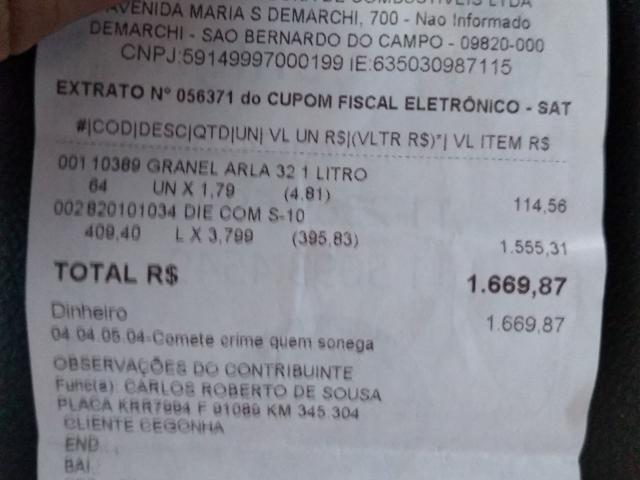 DE COMBUSTIVEIS LTDA
AVENIDA MARIA S DEMARCHI, 700 - Nao Informado
DEMARCHI - SAO BERNARDO DO CAMPO - 09820-000
CNPJ:59149997000199 IE:635030987115
EXTRATO Nº 056371 do CUPOM FISCAL ELETRÔNICO - SAT
#|COD|DESC|QTD|UN| VL UN R$|(VLTR R$)*| VL ITEM R$
001 10389 GRANEL ARLA 32 1 LITRO
64 UN X 1,79 (4,81) 114,56
002 820101034 DIE COM S-10
409,40 L X 3,799 (395,83) 1.555,31
TOTAL R$ 1.669,87
Dinheiro 1.669,87
04.04.05.04-Comete crime quem sonega
OBSERVAÇÕES DO CONTRIBUINTE
Func(a): CARLOS ROBERTO DE SOUSA
PLACA KRR7994 F 91089 KM 345.304
CLIENTE CEGONHA
END.:
BAI.: